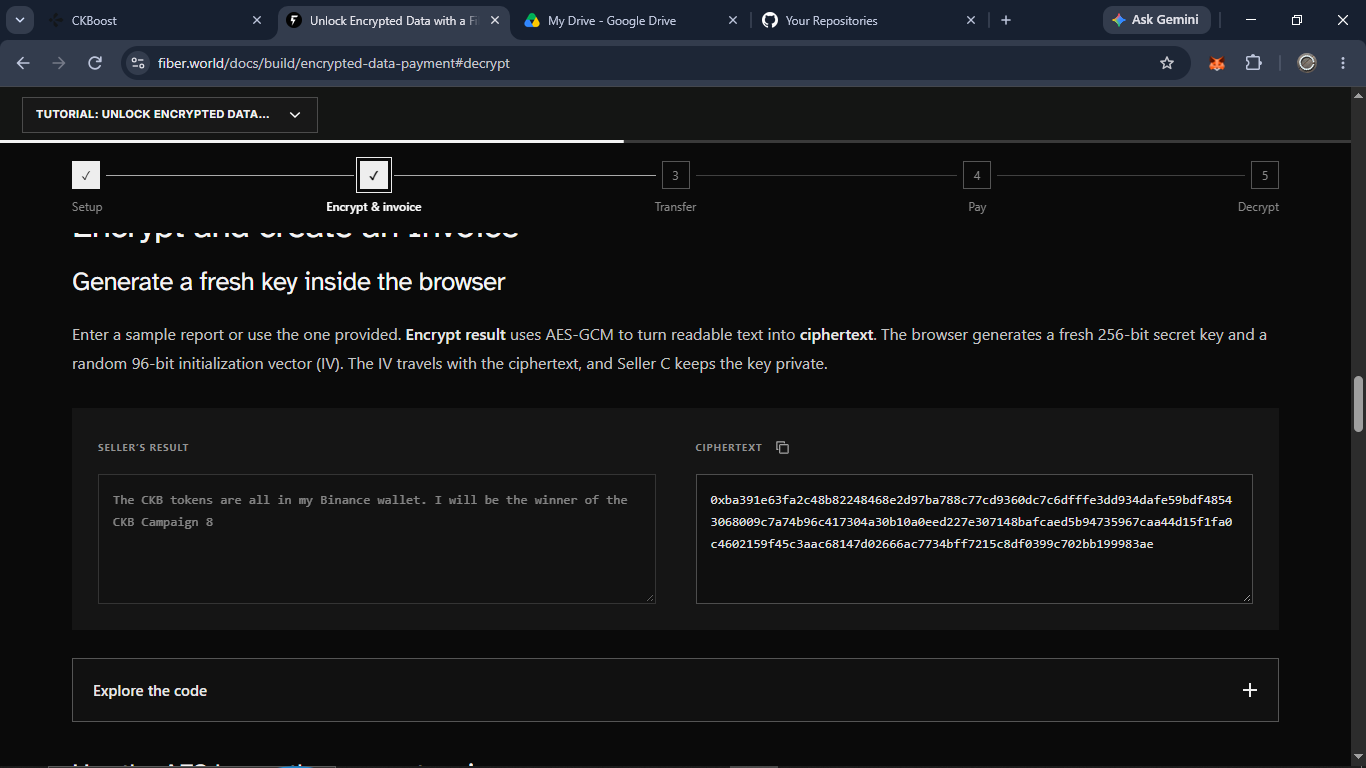 CKBoost
Unlock Encrypted Data with a Fi
My Drive - Google Drive
Your Repositories
Ask Gemini
fiber.world/docs/build/encrypted-data-payment#decrypt
TUTORIAL: UNLOCK ENCRYPTED DATA...
✓
✓
3
4
5
Setup
Encrypt & invoice
Transfer
Pay
Decrypt
Encrypt and create an Invoice
Generate a fresh key inside the browser
Enter a sample report or use the one provided. Encrypt result uses AES-GCM to turn readable text into ciphertext. The browser generates a fresh 256-bit secret key and a
random 96-bit initialization vector (IV). The IV travels with the ciphertext, and Seller C keeps the key private.
SELLER'S RESULT
The CKB tokens are all in my Binance wallet. I will be the winner of the
CKB Campaign 8
CIPHERTEXT
0xba391e63fa2c48b82248468e2d97ba788c77cd9360dc7c6dfffe3dd934dafe59bdf4854
3068009c7a74b96c417304a30b10a0eed227e307148bafcaed5b94735967caa44d15f1fa0
c4602159f45c3aac68147d02666ac7734bff7215c8df0399c702bb199983ae
Explore the code